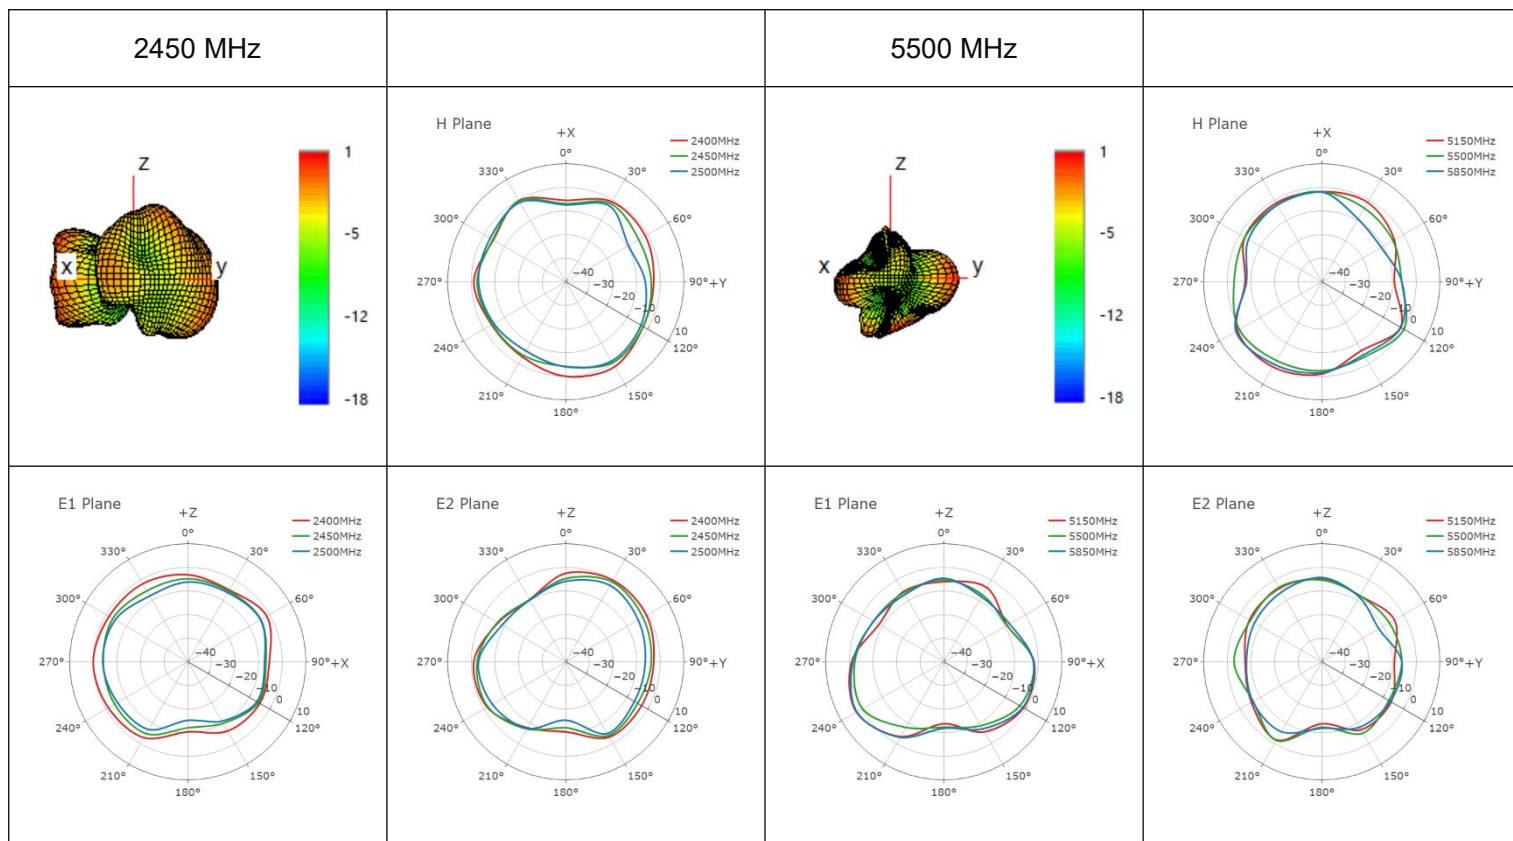 2450 MHz
5500 MHz
Z
X
y
1
-5
-12
-18
H Plane
+X
0°
2400MHz
2450MHz
2500MHz
330°
30°
300°
60°
270°
90°+Y
240°
120°
210°
150°
180°
−40
−30
−20
−10
0
10
Z
X
y
1
-5
-12
-18
H Plane
+X
0°
5150MHz
5500MHz
5850MHz
330°
30°
300°
60°
270°
90°+Y
240°
120°
210°
150°
180°
−40
−30
−20
−10
0
10
E1 Plane
+Z
0°
2400MHz
2450MHz
2500MHz
330°
30°
300°
60°
270°
90°+X
240°
120°
210°
150°
180°
−40
−30
−20
−10
0
10
E2 Plane
+Z
0°
2400MHz
2450MHz
2500MHz
330°
30°
300°
60°
270°
90°+Y
240°
120°
210°
150°
180°
−40
−30
−20
−10
0
10
E1 Plane
+Z
0°
5150MHz
5500MHz
5850MHz
330°
30°
300°
60°
270°
90°+X
240°
120°
210°
150°
180°
−40
−30
−20
−10
0
10
E2 Plane
+Z
0°
5150MHz
5500MHz
5850MHz
330°
30°
300°
60°
270°
90°+Y
240°
120°
210°
150°
180°
−40
−30
−20
−10
0
10